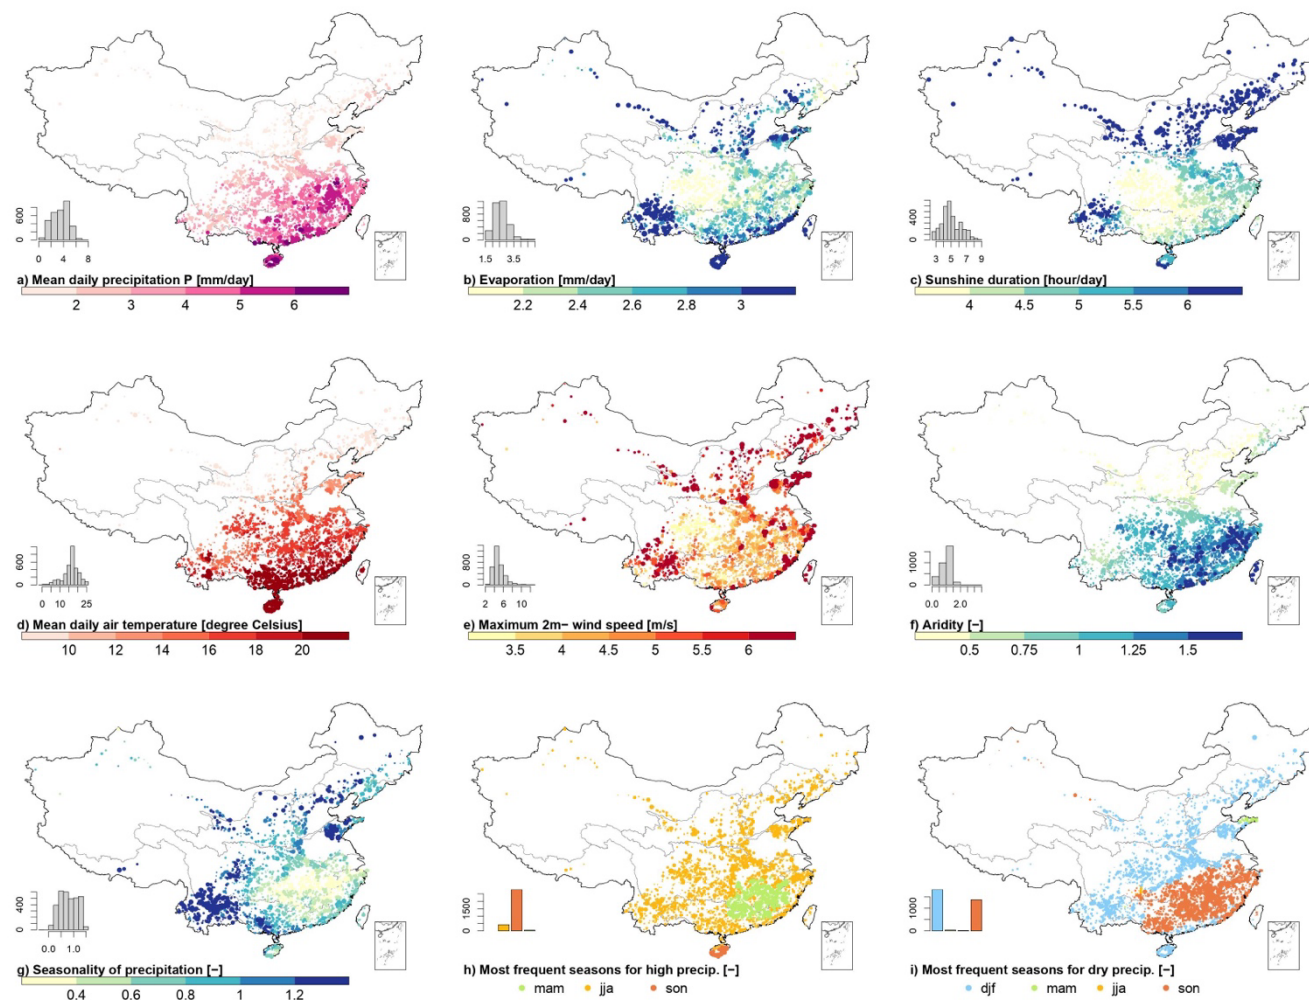 600
0
0 4 8
a) Mean daily precipitation P [mm/day]
2 3 4 5 6
800
0
1.5 3.5
b) Evaporation [mm/day]
2.2 2.4 2.6 2.8 3
400
0
3 5 7 9
c) Sunshine duration [hour/day]
4 4.5 5 5.5 6
600
0
0 10 25
d) Mean daily air temperature [degree Celsius]
10 12 14 16 18 20
800
0
2 6 10
e) Maximum 2m− wind speed [m/s]
3.5 4 4.5 5 5.5 6
1000
0
0.0 2.0
f) Aridity [−]
0.5 0.75 1 1.25 1.5
400
0
0.0 1.0
g) Seasonality of precipitation [−]
0.4 0.6 0.8 1 1.2
1500
0
h) Most frequent seasons for high precip. [−]
mam jja son
1000
0
i) Most frequent seasons for dry precip. [−]
djf mam jja son